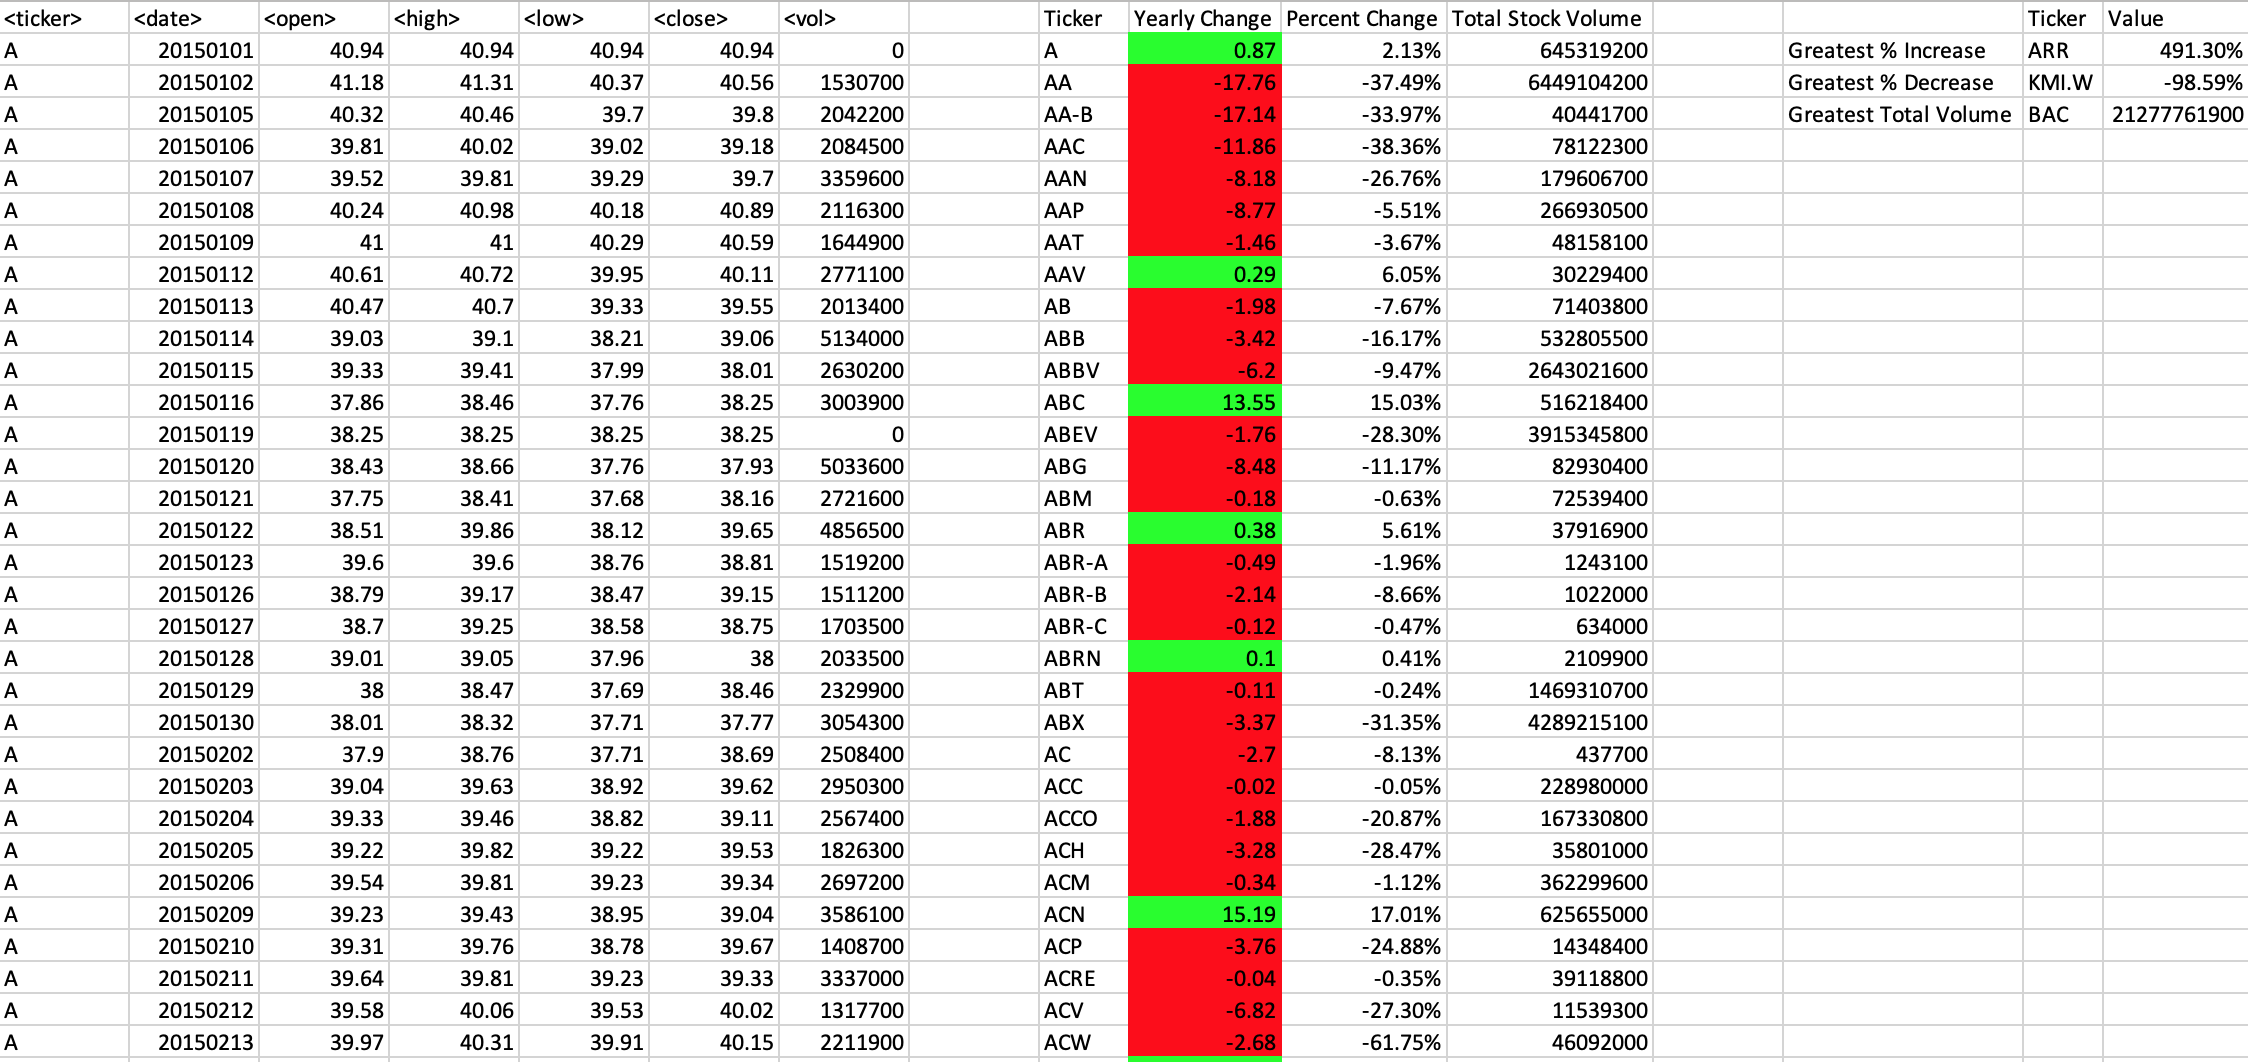 <ticker> <date> <open> <high> <low> <close> <vol> Ticker Yearly Change Percent Change Total Stock Volume Ticker Value
A 20150101 40.94 40.94 40.94 40.94 0 A 0.87 2.13% 645319200 Greatest % Increase ARR 491.30%
A 20150102 41.18 41.31 40.37 40.56 1530700 AA -17.76 -37.49% 6449104200 Greatest % Decrease KMI.W -98.59%
A 20150105 40.32 40.46 39.7 39.8 2042200 AA-B -17.14 -33.97% 40441700 Greatest Total Volume BAC 21277761900
A 20150106 39.81 40.02 39.02 39.18 2084500 AAC -11.86 -38.36% 78122300
A 20150107 39.52 39.81 39.29 39.7 3359600 AAN -8.18 -26.76% 179606700
A 20150108 40.24 40.98 40.18 40.89 2116300 AAP -8.77 -5.51% 266930500
A 20150109 41 41 40.29 40.59 1644900 AAT -1.46 -3.67% 48158100
A 20150112 40.61 40.72 39.95 40.11 2771100 AAV 0.29 6.05% 30229400
A 20150113 40.47 40.7 39.33 39.55 2013400 AB -1.98 -7.67% 71403800
A 20150114 39.03 39.1 38.21 39.06 5134000 ABB -3.42 -16.17% 532805500
A 20150115 39.33 39.41 37.99 38.01 2630200 ABBV -6.2 -9.47% 2643021600
A 20150116 37.86 38.46 37.76 38.25 3003900 ABC 13.55 15.03% 516218400
A 20150119 38.25 38.25 38.25 38.25 0 ABEV -1.76 -28.30% 3915345800
A 20150120 38.43 38.66 37.76 37.93 5033600 ABG -8.48 -11.17% 82930400
A 20150121 37.75 38.41 37.68 38.16 2721600 ABM -0.18 -0.63% 72539400
A 20150122 38.51 39.86 38.12 39.65 4856500 ABR 0.38 5.61% 37916900
A 20150123 39.6 39.6 38.76 38.81 1519200 ABR-A -0.49 -1.96% 1243100
A 20150126 38.79 39.17 38.47 39.15 1511200 ABR-B -2.14 -8.66% 1022000
A 20150127 38.7 39.25 38.58 38.75 1703500 ABR-C -0.12 -0.47% 634000
A 20150128 39.01 39.05 37.96 38 2033500 ABRN 0.1 0.41% 2109900
A 20150129 38 38.47 37.69 38.46 2329900 ABT -0.11 -0.24% 1469310700
A 20150130 38.01 38.32 37.71 37.77 3054300 ABX -3.37 -31.35% 4289215100
A 20150202 37.9 38.76 37.71 38.69 2508400 AC -2.7 -8.13% 437700
A 20150203 39.04 39.63 38.92 39.62 2950300 ACC -0.02 -0.05% 228980000
A 20150204 39.33 39.46 38.82 39.11 2567400 ACCO -1.88 -20.87% 167330800
A 20150205 39.22 39.82 39.22 39.53 1826300 ACH -3.28 -28.47% 35801000
A 20150206 39.54 39.81 39.23 39.34 2697200 ACM -0.34 -1.12% 362299600
A 20150209 39.23 39.43 38.95 39.04 3586100 ACN 15.19 17.01% 625655000
A 20150210 39.31 39.76 38.78 39.67 1408700 ACP -3.76 -24.88% 14348400
A 20150211 39.64 39.81 39.23 39.33 3337000 ACRE -0.04 -0.35% 39118800
A 20150212 39.58 40.06 39.53 40.02 1317700 ACV -6.82 -27.30% 11539300
A 20150213 39.97 40.31 39.91 40.15 2211900 ACW -2.68 -61.75% 46092000